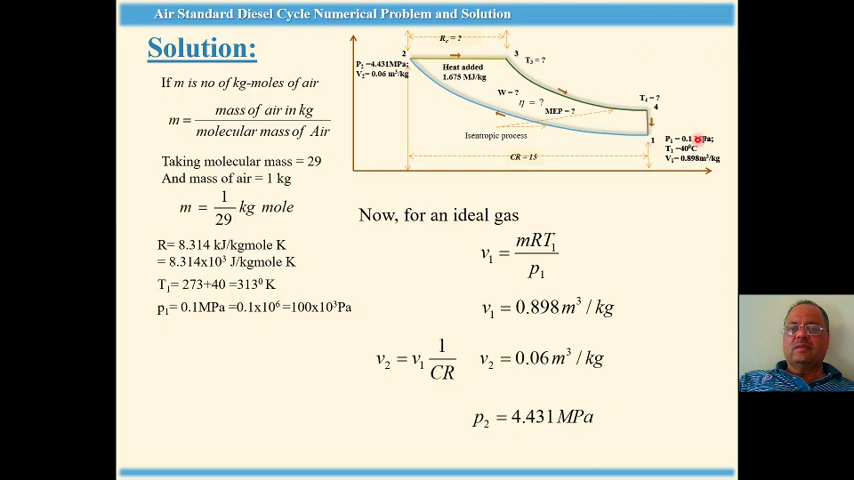 Air Standard Diesel Cycle Numerical Problem and Solution
Solution:
If m is no of kg-moles of air
m = mass of air in kg / molecular mass of Air
Taking molecular mass = 29
And mass of air = 1 kg
m = 1/29 kg mole
R= 8.314 kJ/kgmole K
= 8.314x10³ J/kgmole K
T₁= 273+40 =313⁰ K
p₁= 0.1MPa =0.1x10⁶ =100x10³Pa
R꜀ = ?
2
3
P₂ =4.431MPa;
V₂= 0.06 m³/kg
Heat added
1.675 MJ/kg
T₃= ?
W = ?
η = ?
MEP = ?
T₄ = ?
4
Isentropic process
1
P₁ = 0.1 Pa;
T₁ =40⁰C
V₁= 0.898m³/kg
CR = 15
Now, for an ideal gas
v₁ = mRT₁ / p₁
v₁ = 0.898 m³ / kg
v₂ = v₁ 1/CR
v₂ = 0.06 m³ / kg
p₂ = 4.431 MPa